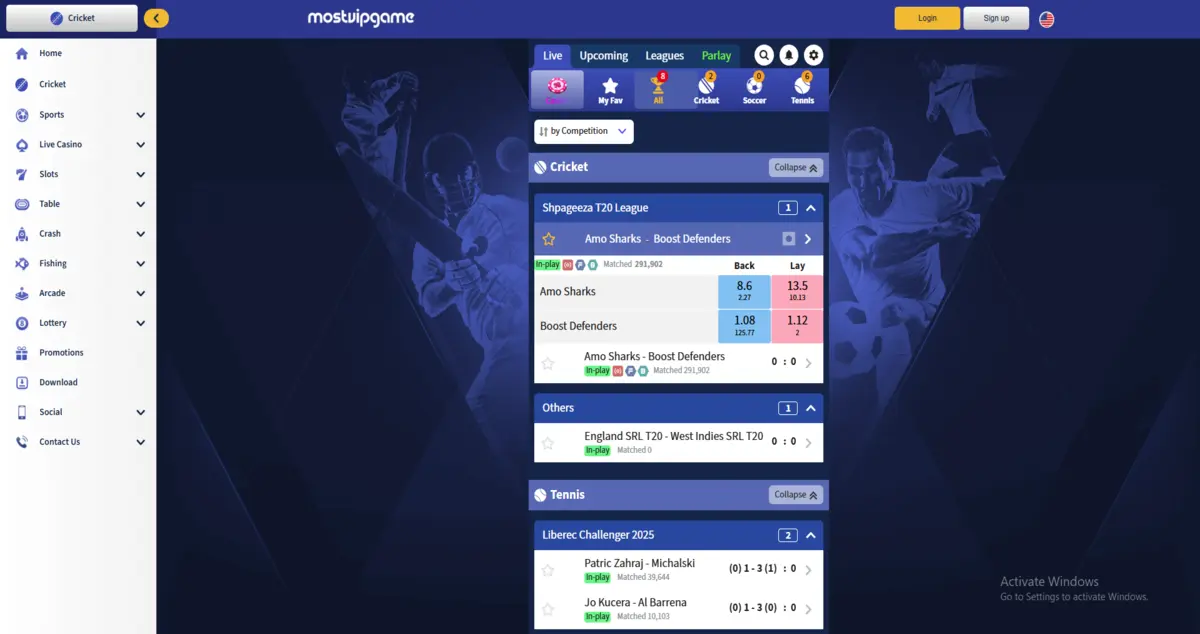 Cricket
mostvipgame
Login
Sign up
Home
Cricket
Sports
Live Casino
Slots
Table
Crash
Fishing
Arcade
Lottery
Promotions
Download
Social
Contact Us
Live Upcoming Leagues Parlay
8 2 0 6
My Fav All Cricket Soccer Tennis
by Competition
Cricket
Collapse
Shpageeza T20 League 1
Amo Sharks - Boost Defenders
In-play Matched 291,902 Back Lay
Amo Sharks 8.6 13.5
2.27 10.13
Boost Defenders 1.08 1.12
125.77 2
Amo Sharks - Boost Defenders 0 : 0
In-play Matched 291,902
Others 1
England SRL T20 - West Indies SRL T20 0 : 0
In-play Matched 0
Tennis
Collapse
Liberec Challenger 2025 2
Patric Zahraj - Michalski (0) 1 - 3 (1) : 0
In-play Matched 39,644
Jo Kucera - Al Barrena (0) 1 - 3 (0) : 0
In-play Matched 10,103
Activate Windows
Go to Settings to activate Windows.